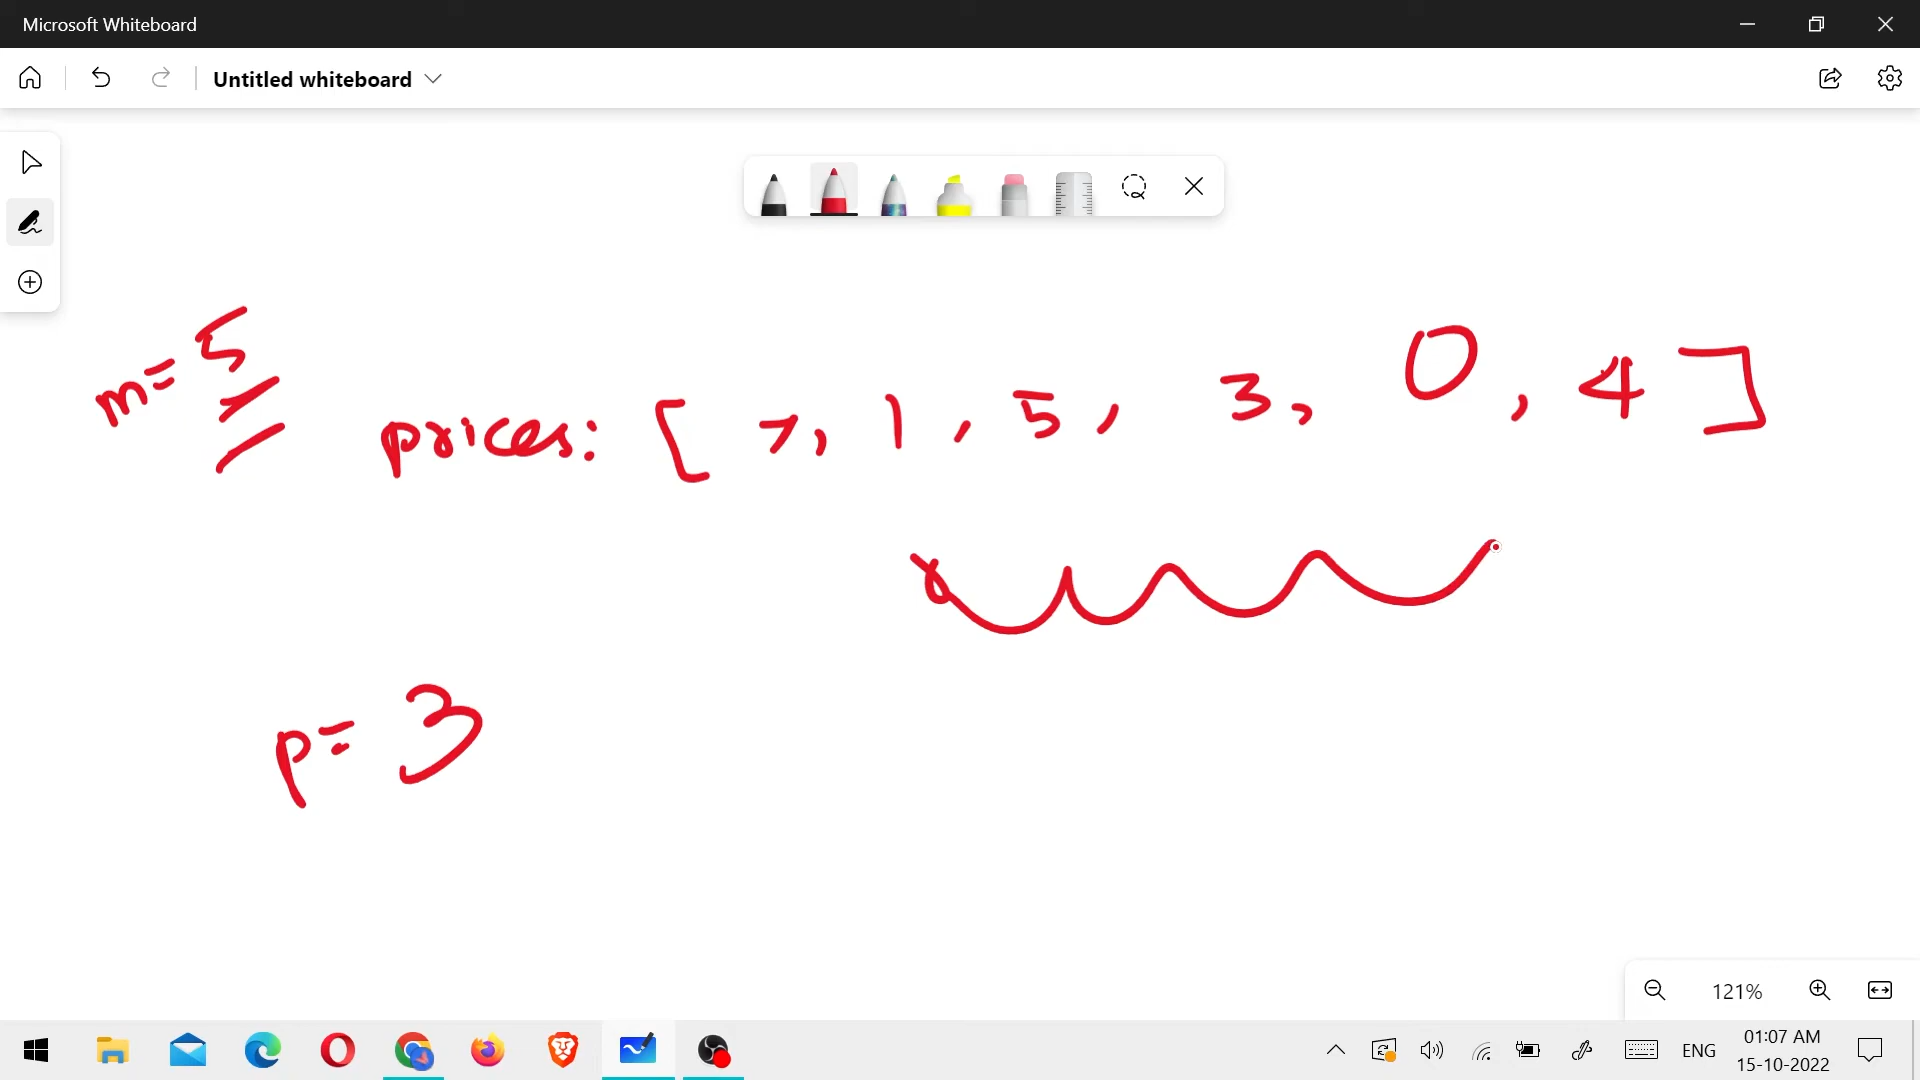 Microsoft Whiteboard
Untitled whiteboard
m= 5
prices: [ 7, 1, 5, 3, 0, 4 ]
p= 3
121%
ENG
01:07 AM
15-10-2022